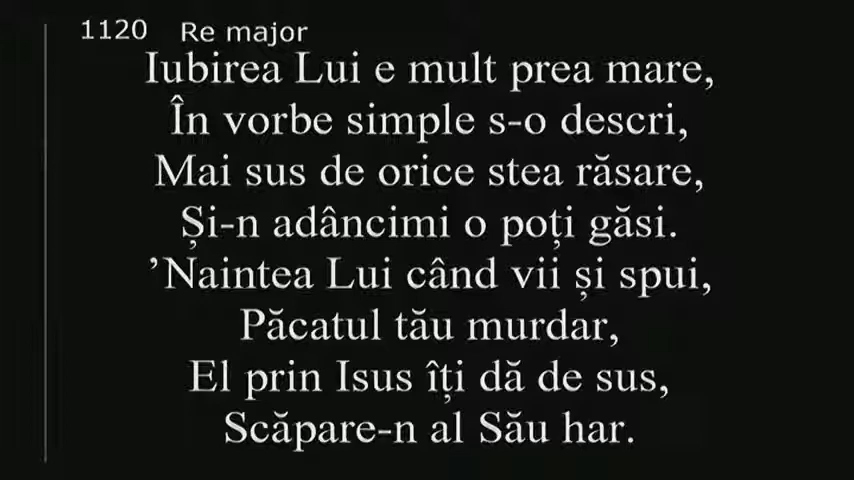 1120 Re major
Iubirea Lui e mult prea mare,
În vorbe simple s-o descri,
Mai sus de orice stea răsare,
Și-n adâncimi o poți găsi.
’Naintea Lui când vii și spui,
Păcatul tău murdar,
El prin Isus îți dă de sus,
Scăpare-n al Său har.